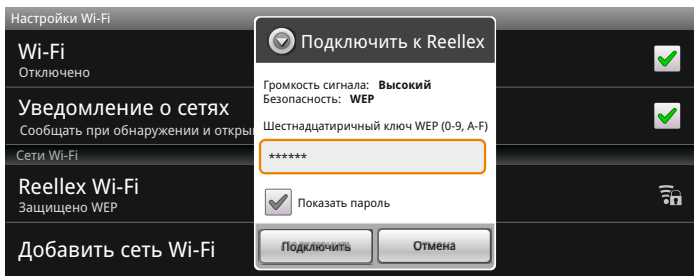 Настройки Wi-Fi
Wi-Fi
Отключено
Уведомление о сетях
Сообщать при обнаружении и откры
Сети Wi-Fi
Reellex Wi-Fi
Защищено WEP
Добавить сеть Wi-Fi
Подключить к Reellex
Громкость сигнала: Высокий
Безопасность: WEP
Шестнадцатиричный ключ WEP (0-9, A-F)
******
Показать пароль
Подключить
Отмена